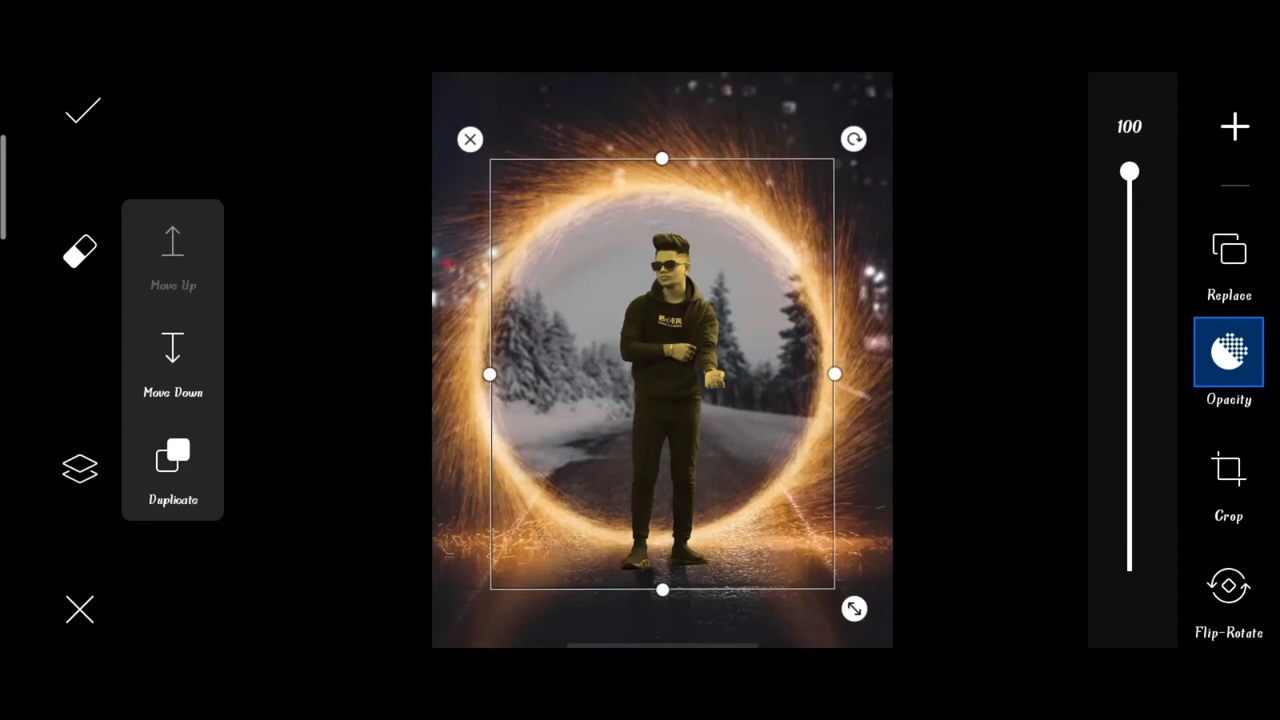 Move Up
Move Down
Duplicate
100
Replace
Opacity
Crop
Flip-Rotate